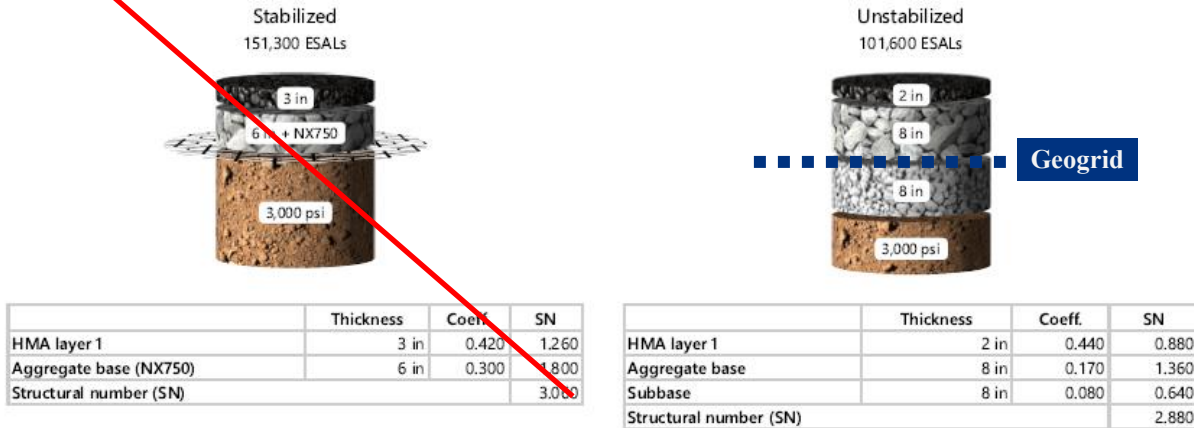 Stabilized
151,300 ESALs
3 in
6 in + NX750
3,000 psi
Thickness Coeff. SN
HMA layer 1 3 in 0.420 1.260
Aggregate base (NX750) 6 in 0.300 1.800
Structural number (SN) 3.060
Unstabilized
101,600 ESALs
2 in
8 in
Geogrid
8 in
3,000 psi
Thickness Coeff. SN
HMA layer 1 2 in 0.440 0.880
Aggregate base 8 in 0.170 1.360
Subbase 8 in 0.080 0.640
Structural number (SN) 2.880